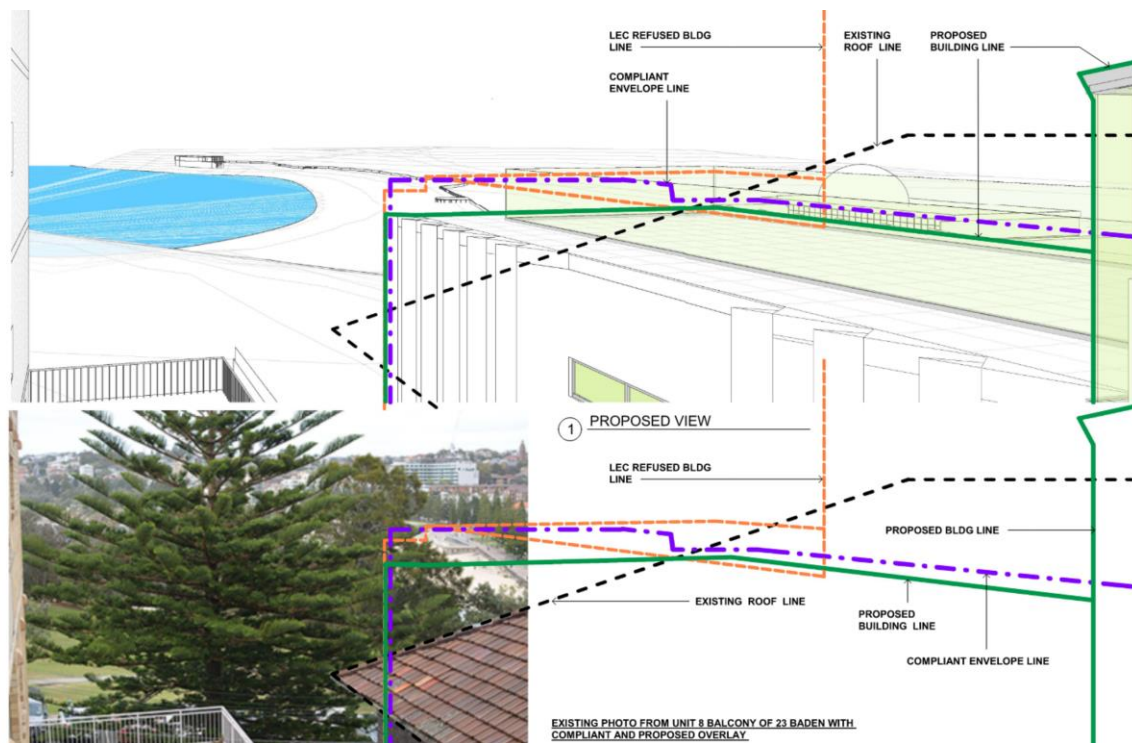 LEC REFUSED BLDG
LINE
EXISTING
ROOF LINE
PROPOSED
BUILDING LINE
COMPLIANT
ENVELOPE LINE
1 PROPOSED VIEW
LEC REFUSED BLDG
LINE
PROPOSED BLDG LINE
EXISTING ROOF LINE
PROPOSED
BUILDING LINE
COMPLIANT ENVELOPE LINE
EXISTING PHOTO FROM UNIT 8 BALCONY OF 23 BADEN WITH
COMPLIANT AND PROPOSED OVERLAY